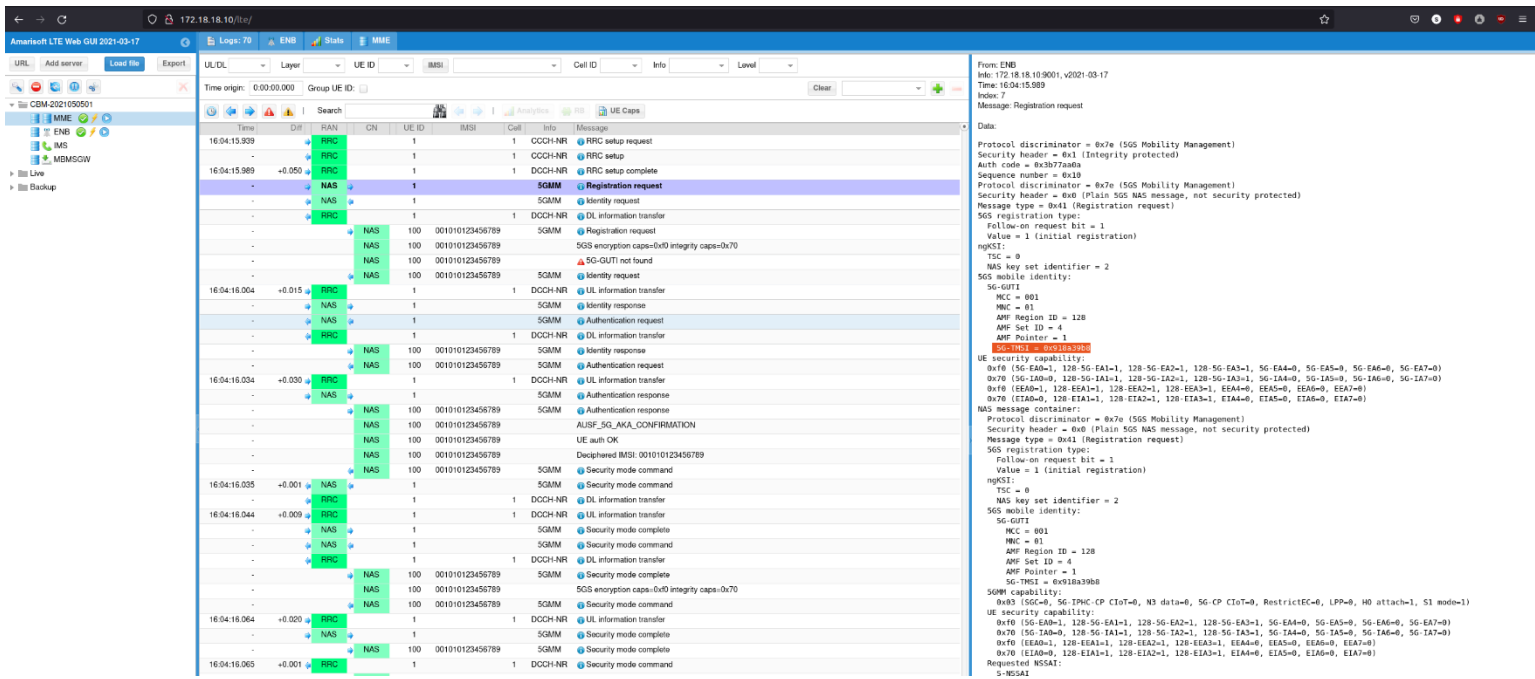 172.18.18.10/lte/
Amarisoft LTE Web GUI 2021-03-17
Logs: 70 ENB Stats MME
URL Add server Load file Export
UL/DL Layer UE ID IMSI Cell ID Info Level
Time origin: 0:00:00.000 Group UE ID: Clear
Search Analytics RB UE Caps
CBM-2021050501
MME
ENB
IMS
MBMSGW
Live
Backup
Time Diff RAN CN UE ID IMSI Cell Info Message
16:04:15.939 RRC 1 1 CCCH-NR RRC setup request
- RRC 1 1 CCCH-NR RRC setup
16:04:15.989 +0.050 RRC 1 1 DCCH-NR RRC setup complete
- NAS 1 5GMM Registration request
- NAS 1 5GMM Identity request
- RRC 1 1 DCCH-NR DL information transfer
- NAS 100 001010123456789 5GMM Registration request
- NAS 100 001010123456789 5GS encryption caps=0xf0 integrity caps=0x70
- NAS 100 001010123456789 5G-GUTI not found
- NAS 100 001010123456789 5GMM Identity request
16:04:16.004 +0.015 RRC 1 1 DCCH-NR UL information transfer
- NAS 1 5GMM Identity response
- NAS 1 5GMM Authentication request
- RRC 1 1 DCCH-NR DL information transfer
- NAS 100 001010123456789 5GMM Identity response
- NAS 100 001010123456789 5GMM Authentication request
16:04:16.034 +0.030 RRC 1 1 DCCH-NR UL information transfer
- NAS 1 5GMM Authentication response
- NAS 100 001010123456789 5GMM Authentication response
- NAS 100 001010123456789 AUSF_5G_AKA_CONFIRMATION
- NAS 100 001010123456789 UE auth OK
- NAS 100 001010123456789 Deciphered IMSI: 001010123456789
- NAS 100 001010123456789 5GMM Security mode command
16:04:16.035 +0.001 NAS 1 5GMM Security mode command
- RRC 1 1 DCCH-NR DL information transfer
16:04:16.044 +0.009 RRC 1 1 DCCH-NR UL information transfer
- NAS 1 5GMM Security mode complete
- NAS 1 5GMM Security mode command
- RRC 1 1 DCCH-NR DL information transfer
- NAS 100 001010123456789 5GMM Security mode complete
- NAS 100 001010123456789 5GS encryption caps=0xf0 integrity caps=0x70
- NAS 100 001010123456789 5GMM Security mode command
16:04:16.064 +0.020 RRC 1 1 DCCH-NR UL information transfer
- NAS 1 5GMM Security mode complete
- NAS 100 001010123456789 5GMM Security mode complete
16:04:16.065 +0.001 RRC 1 1 DCCH-NR Security mode command
From: ENB
Info: 172.18.18.10:9001, v2021-03-17
Time: 16:04:15.989
Index: 7
Message: Registration request
Data:
Protocol discriminator = 0x7e (5GS Mobility Management)
Security header = 0x1 (Integrity protected)
Auth code = 0x3b77aa0a
Sequence number = 0x10
Protocol discriminator = 0x7e (5GS Mobility Management)
Security header = 0x0 (Plain 5GS NAS message, not security protected)
Message type = 0x41 (Registration request)
5GS registration type:
Follow-on request bit = 1
Value = 1 (initial registration)
ngKSI:
TSC = 0
NAS key set identifier = 2
5GS mobile identity:
5G-GUTI
MCC = 001
MNC = 01
AMF Region ID = 128
AMF Set ID = 4
AMF Pointer = 1
5G-TMSI = 0x918a39b8
UE security capability:
0xf0 (5G-EA0=1, 128-5G-EA1=1, 128-5G-EA2=1, 128-5G-EA3=1, 5G-EA4=0, 5G-EA5=0, 5G-EA6=0, 5G-EA7=0)
0x70 (5G-IA0=0, 128-5G-IA1=1, 128-5G-IA2=1, 128-5G-IA3=1, 5G-IA4=0, 5G-IA5=0, 5G-IA6=0, 5G-IA7=0)
0xf0 (EEA0=1, 128-EEA1=1, 128-EEA2=1, 128-EEA3=1, EEA4=0, EEA5=0, EEA6=0, EEA7=0)
0x70 (EIA0=0, 128-EIA1=1, 128-EIA2=1, 128-EIA3=1, EIA4=0, EIA5=0, EIA6=0, EIA7=0)
NAS message container:
Protocol discriminator = 0x7e (5GS Mobility Management)
Security header = 0x0 (Plain 5GS NAS message, not security protected)
Message type = 0x41 (Registration request)
5GS registration type:
Follow-on request bit = 1
Value = 1 (initial registration)
ngKSI:
TSC = 0
NAS key set identifier = 2
5GS mobile identity:
5G-GUTI
MCC = 001
MNC = 01
AMF Region ID = 128
AMF Set ID = 4
AMF Pointer = 1
5G-TMSI = 0x918a39b8
5GMM capability:
0x03 (SGC=0, 5G-IPHC-CP CIoT=0, N3 data=0, 5G-CP CIoT=0, RestrictEC=0, LPP=0, HO attach=1, S1 mode=1)
UE security capability:
0xf0 (5G-EA0=1, 128-5G-EA1=1, 128-5G-EA2=1, 128-5G-EA3=1, 5G-EA4=0, 5G-EA5=0, 5G-EA6=0, 5G-EA7=0)
0x70 (5G-IA0=0, 128-5G-IA1=1, 128-5G-IA2=1, 128-5G-IA3=1, 5G-IA4=0, 5G-IA5=0, 5G-IA6=0, 5G-IA7=0)
0xf0 (EEA0=1, 128-EEA1=1, 128-EEA2=1, 128-EEA3=1, EEA4=0, EEA5=0, EEA6=0, EEA7=0)
0x70 (EIA0=0, 128-EIA1=1, 128-EIA2=1, 128-EIA3=1, EIA4=0, EIA5=0, EIA6=0, EIA7=0)
Requested NSSAI:
S-NSSAI